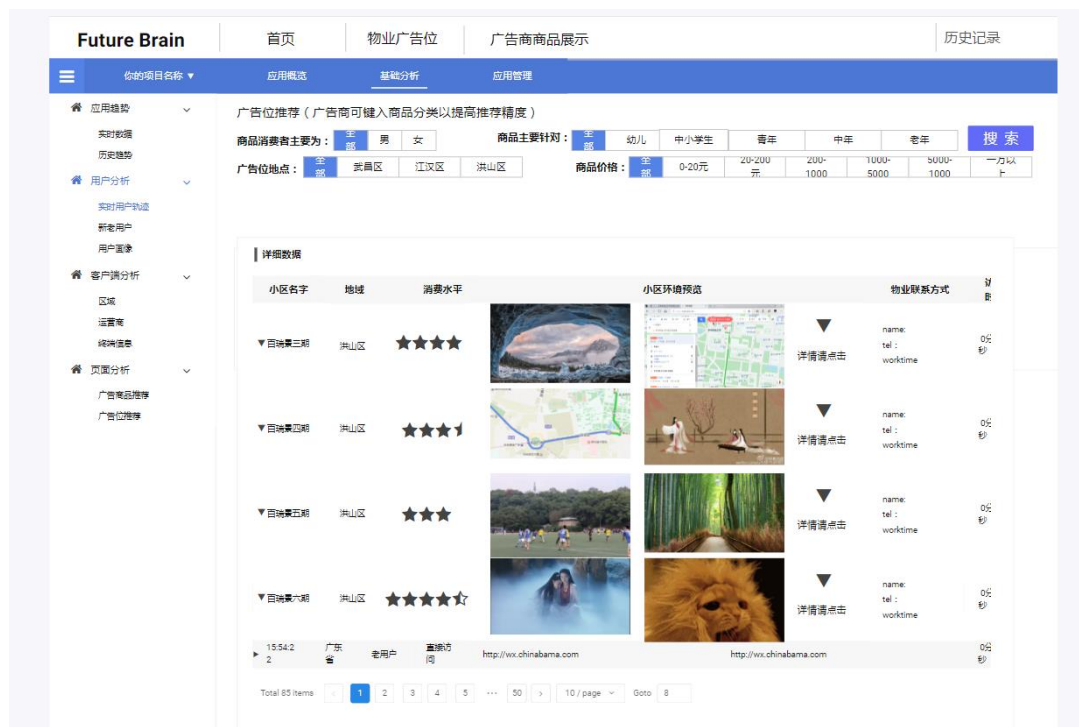 Future Brain 首页 物业广告位 广告商商品展示 历史记录
你的项目名称 ▼ 应用概览 基础分析 应用管理
应用趋势
实时数据
历史趋势
用户分析
实时用户轨迹
新老用户
用户画像
客户端分析
区域
运营商
终端信息
页面分析
广告商品推荐
广告位推荐
广告位推荐（广告商可键入商品分类以提高推荐精度）
商品消费者主要为： 全部 男 女 商品主要针对： 全部 幼儿 中小学生 青年 中年 老年 搜索
广告位地点： 全部 武昌区 江汉区 洪山区 商品价格： 全部 0-20元 20-200元 200-1000 1000-5000 5000-1000 一万以上
详细数据
小区名字 地域 消费水平 小区环境预览 物业联系方式
▼百瑞景三期 洪山区 ★★★★ ▼ 详情请点击
name:
tel：
worktime
0分
秒
▼百瑞景四期 洪山区 ▼ 详情请点击
name:
tel：
worktime
0分
秒
▼百瑞景五期 洪山区 ★★★ ▼ 详情请点击
name:
tel：
worktime
0分
秒
▼百瑞景六期 洪山区 ▼ 详情请点击
name:
tel：
worktime
0分
秒
15:54:22 广东省 老用户 直接访问 http://wx.chinabama.com http://wx.chinabama.com 0分秒
Total 85 items < 1 2 3 4 5 ··· 50 > 10 / page Goto 8